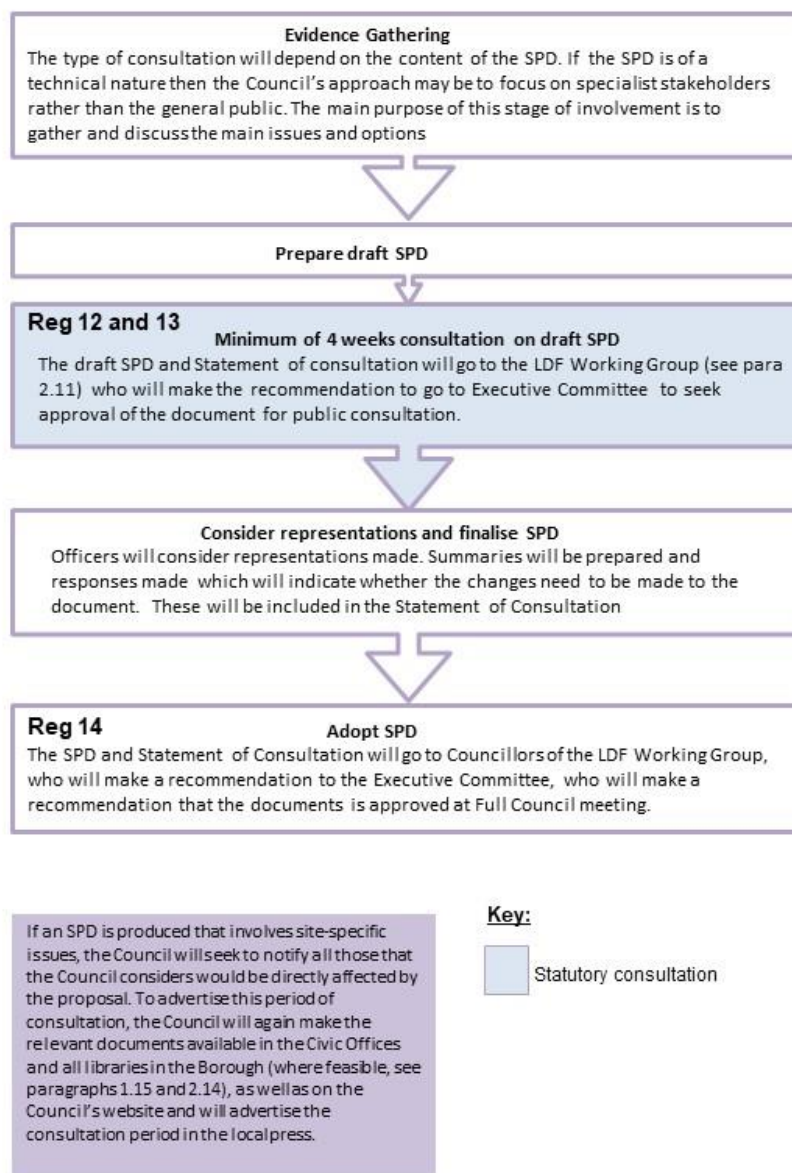 Evidence Gathering
The type of consultation will depend on the content of the SPD. If the SPD is of a
technical nature then the Council's approach may be to focus on specialist stakeholders
rather than the general public. The main purpose of this stage of involvement is to
gather and discuss the main issues and options
Prepare draft SPD
Reg 12 and 13
Minimum of 4 weeks consultation on draft SPD
The draft SPD and Statement of consultation will go to the LDF Working Group (see para
2.11) who will make the recommendation to go to Executive Committee to seek
approval of the document for public consultation.
Consider representations and finalise SPD
Officers will consider representations made. Summaries will be prepared and
responses made which will indicate whether the changes need to be made to the
document. These will be included in the Statement of Consultation
Reg 14
Adopt SPD
The SPD and Statement of Consultation will go to Councillors of the LDF Working Group,
who will make a recommendation to the Executive Committee, who will make a
recommendation that the documents is approved at Full Council meeting.
If an SPD is produced that involves site-specific
issues, the Council will seek to notify all those that
the Council considers would be directly affected by
the proposal. To advertise this period of
consultation, the Council will again make the
relevant documents available in the Civic Offices
and all libraries in the Borough (where feasible, see
paragraphs 1.15 and 2.14), as well as on the
Council's website and will advertise the
consultation period in the local press.
Key:
Statutory consultation